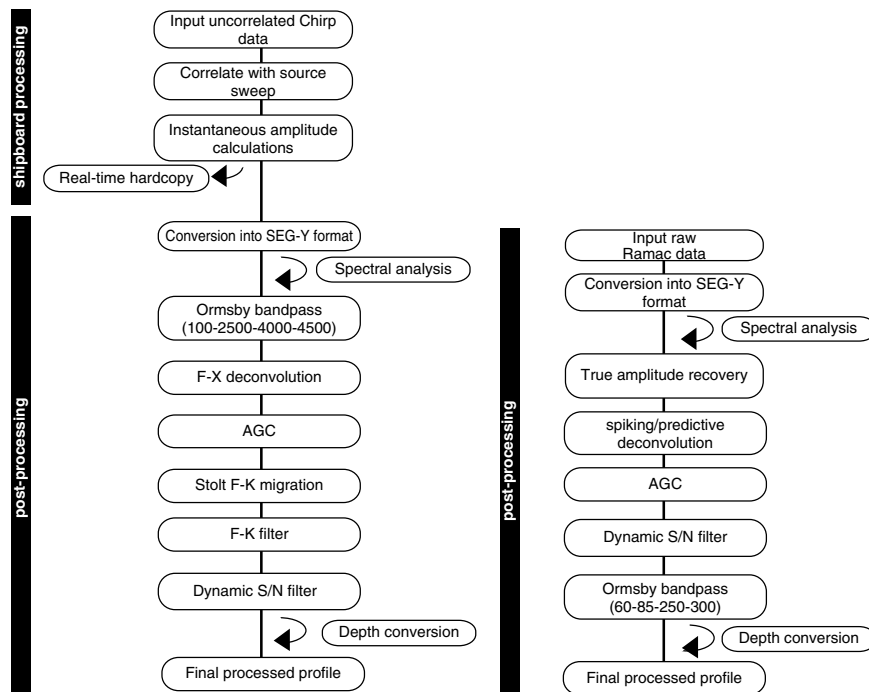 shipboard processing
Input uncorrelated Chirp
data
Correlate with source
sweep
Instantaneous amplitude
calculations
Real-time hardcopy
post-processing
Conversion into SEG-Y format
Spectral analysis
Ormsby bandpass
(100-2500-4000-4500)
F-X deconvolution
AGC
Stolt F-K migration
F-K filter
Dynamic S/N filter
Depth conversion
Final processed profile
post-processing
Input raw
Ramac data
Conversion into SEG-Y
format
Spectral analysis
True amplitude recovery
spiking/predictive
deconvolution
AGC
Dynamic S/N filter
Ormsby bandpass
(60-85-250-300)
Depth conversion
Final processed profile